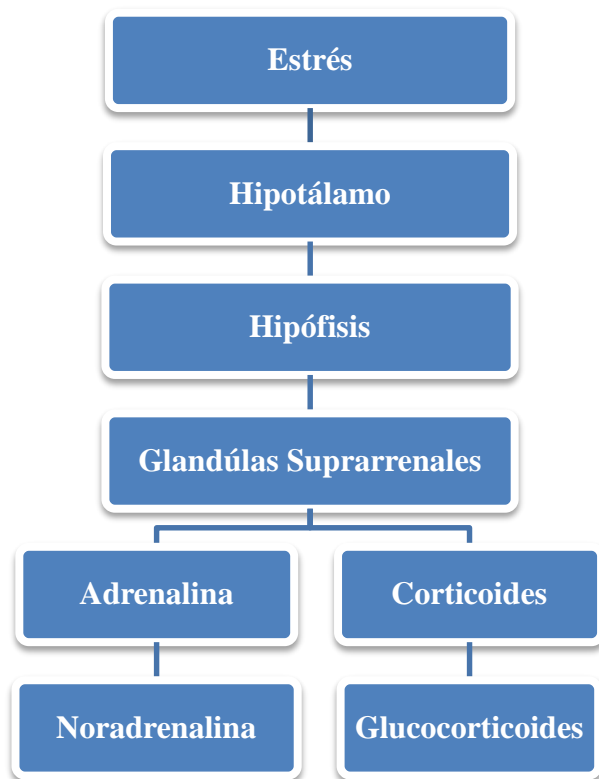 Estrés
Hipotálamo
Hipófisis
Glandúlas Suprarrenales
Adrenalina
Corticoides
Noradrenalina
Glucocorticoides